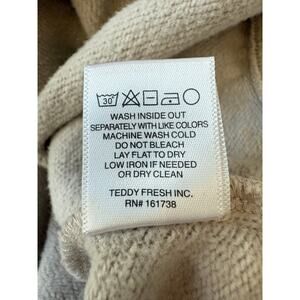 30
WASH INSIDE OUT
SEPARATELY WITH LIKE COLORS
MACHINE WASH COLD
DO NOT BLEACH
LAY FLAT TO DRY
LOW IRON IF NEEDED
OR DRY CLEAN
TEDDY FRESH INC.
RN# 161738